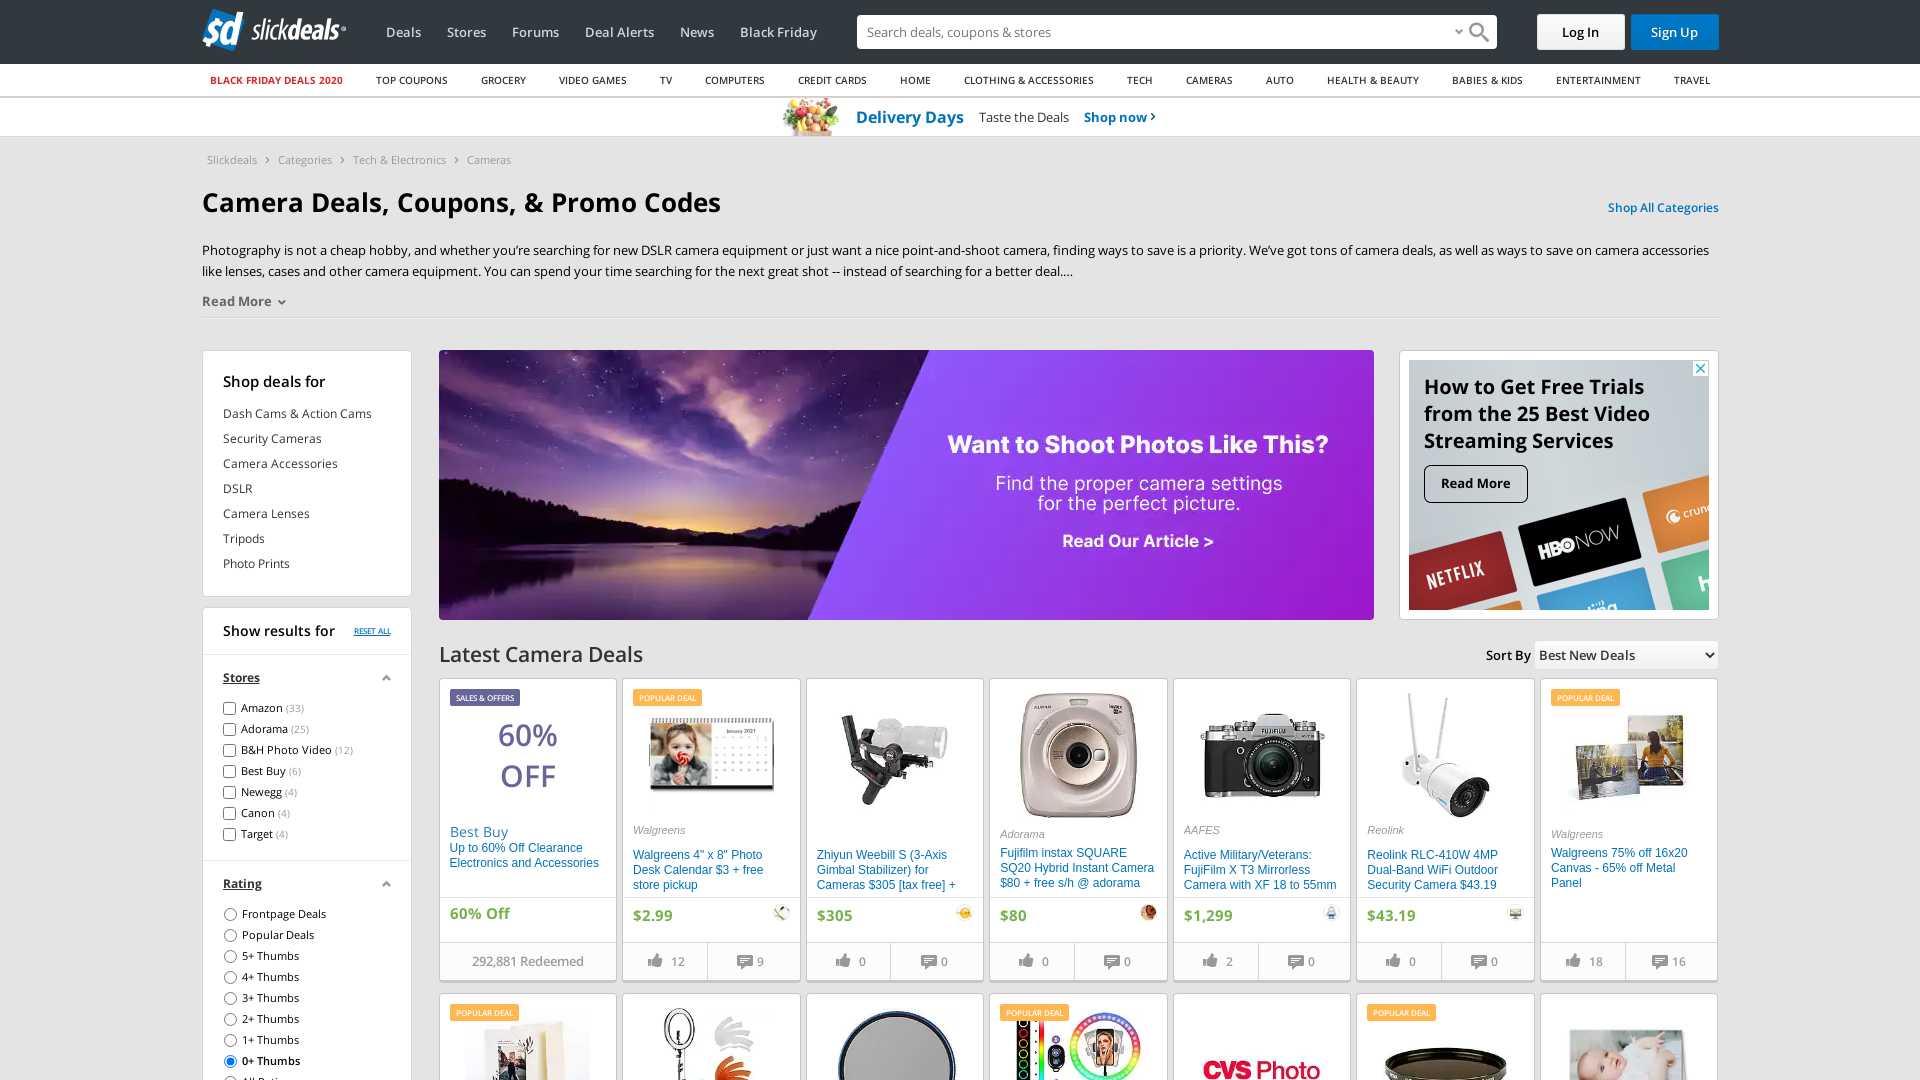 slickdeals
Deals
Stores
Forums
Deal Alerts
News
Black Friday
Search deals, coupons & stores
Log In
Sign Up
BLACK FRIDAY DEALS 2020
TOP COUPONS
GROCERY
VIDEO GAMES
TV
COMPUTERS
CREDIT CARDS
HOME
CLOTHING & ACCESSORIES
TECH
CAMERAS
AUTO
HEALTH & BEAUTY
BABIES & KIDS
ENTERTAINMENT
TRAVEL
Delivery Days Taste the Deals Shop now
Slickdeals > Categories > Tech & Electronics > Cameras
Camera Deals, Coupons, & Promo Codes
Shop All Categories
Photography is not a cheap hobby, and whether you’re searching for new DSLR camera equipment or just want a nice point-and-shoot camera, finding ways to save is a priority. We’ve got tons of camera deals, as well as ways to save on camera accessories
like lenses, cases and other camera equipment. You can spend your time searching for the next great shot -- instead of searching for a better deal.…
Read More
Shop deals for
Dash Cams & Action Cams
Security Cameras
Camera Accessories
DSLR
Camera Lenses
Tripods
Photo Prints
Show results for
RESET ALL
Stores
Amazon (33)
Adorama (25)
B&H Photo Video (12)
Best Buy (6)
Newegg (4)
Canon (4)
Target (4)
Rating
Frontpage Deals
Popular Deals
5+ Thumbs
4+ Thumbs
3+ Thumbs
2+ Thumbs
1+ Thumbs
0+ Thumbs
Want to Shoot Photos Like This?
Find the proper camera settings
for the perfect picture.
Read Our Article >
How to Get Free Trials
from the 25 Best Video
Streaming Services
Read More
NETFLIX
HBO NOW
Latest Camera Deals
Sort By Best New Deals
SALES & OFFERS
60%
OFF
Best Buy
Up to 60% Off Clearance
Electronics and Accessories
60% Off
292,881 Redeemed
POPULAR DEAL
January 2021
Walgreens
Walgreens 4" x 8" Photo
Desk Calendar $3 + free
store pickup
$2.99
12
9
Zhiyun Weebill S (3-Axis
Gimbal Stabilizer) for
Cameras $305 [tax free] +
$305
0
0
Adorama
Fujifilm instax SQUARE
SQ20 Hybrid Instant Camera
$80 + free s/h @ adorama
$80
0
0
FUJIFILM
AAFES
Active Military/Veterans:
FujiFilm X T3 Mirrorless
Camera with XF 18 to 55mm
$1,299
2
0
Reolink
Reolink RLC-410W 4MP
Dual-Band WiFi Outdoor
Security Camera $43.19
$43.19
0
0
POPULAR DEAL
Walgreens
Walgreens 75% off 16x20
Canvas - 65% off Metal
Panel
18
16
POPULAR DEAL
POPULAR DEAL
CVS Photo
POPULAR DEAL